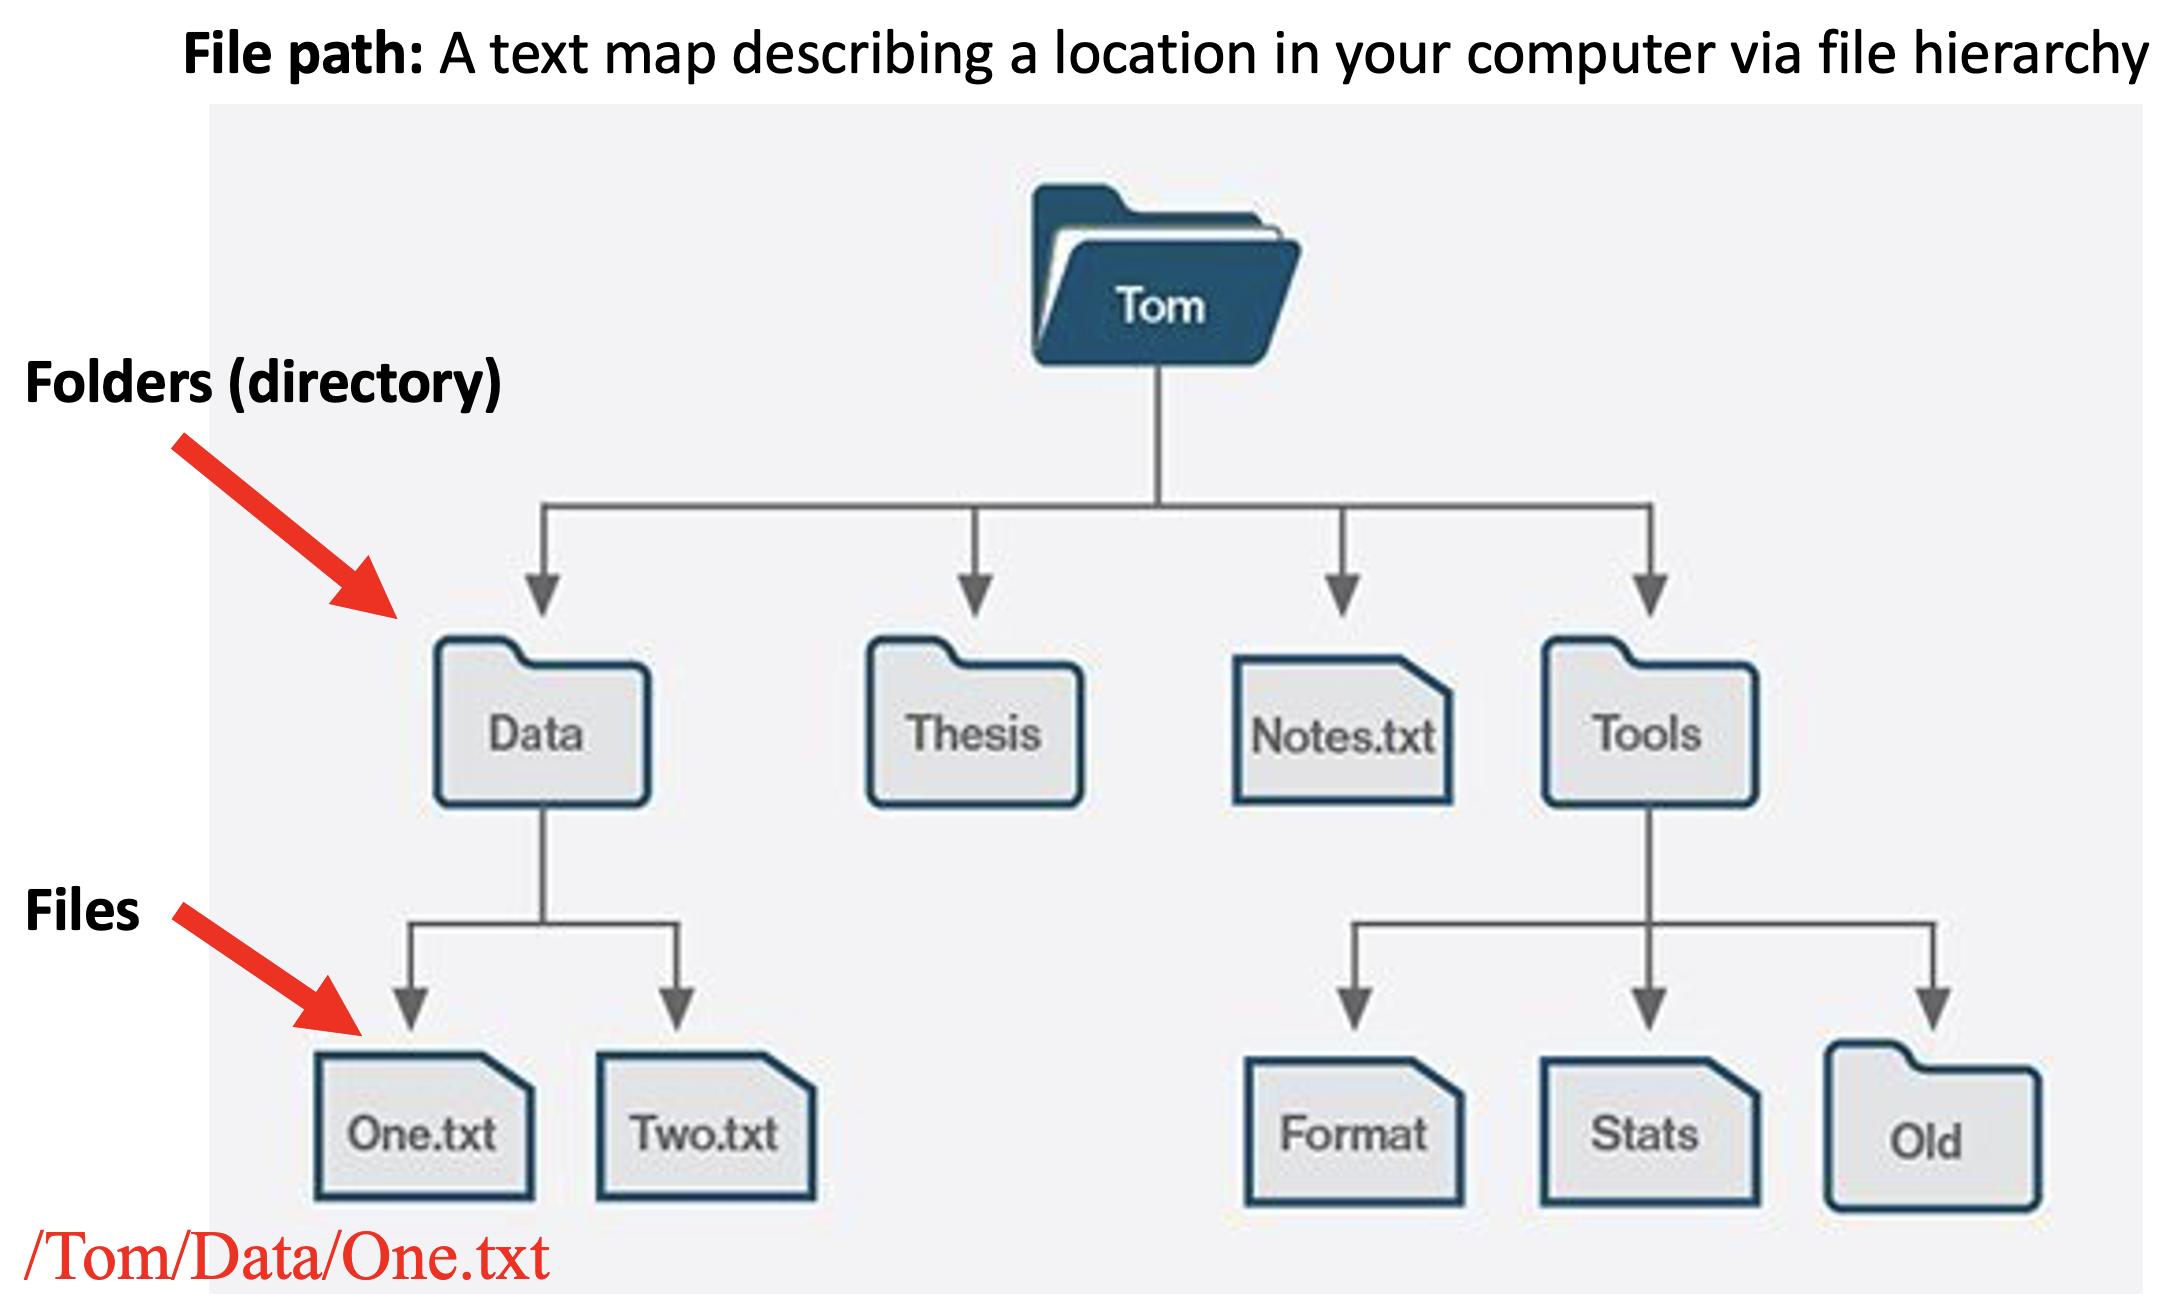 File path: A text map describing a location in your computer via file hierarchy
Tom
Folders (directory)
Data
Thesis
Notes.txt
Tools
Files
One.txt
Two.txt
Format
Stats
Old
/Tom/Data/One.txt